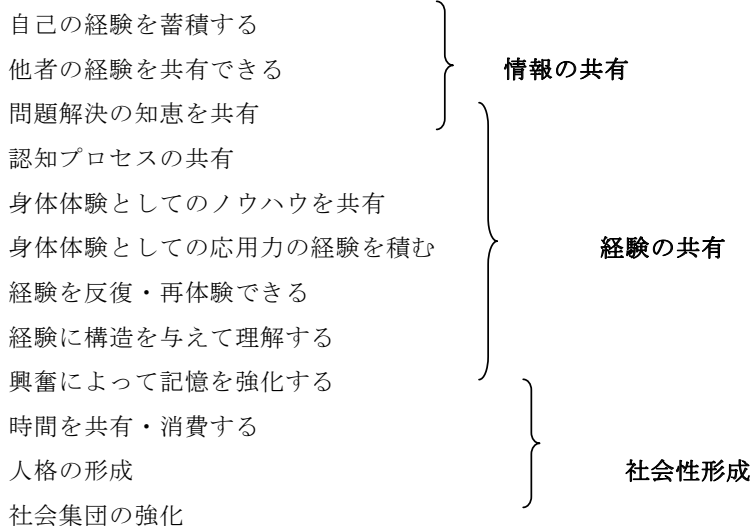 自己の経験を蓄積する
他者の経験を共有できる
情報の共有
問題解決の知恵を共有
認知プロセスの共有
身体体験としてのノウハウを共有
身体体験としての応用力の経験を積む
経験の共有
経験を反復・再体験できる
経験に構造を与えて理解する
興奮によって記憶を強化する
時間を共有・消費する
人格の形成
社会性形成
社会集団の強化